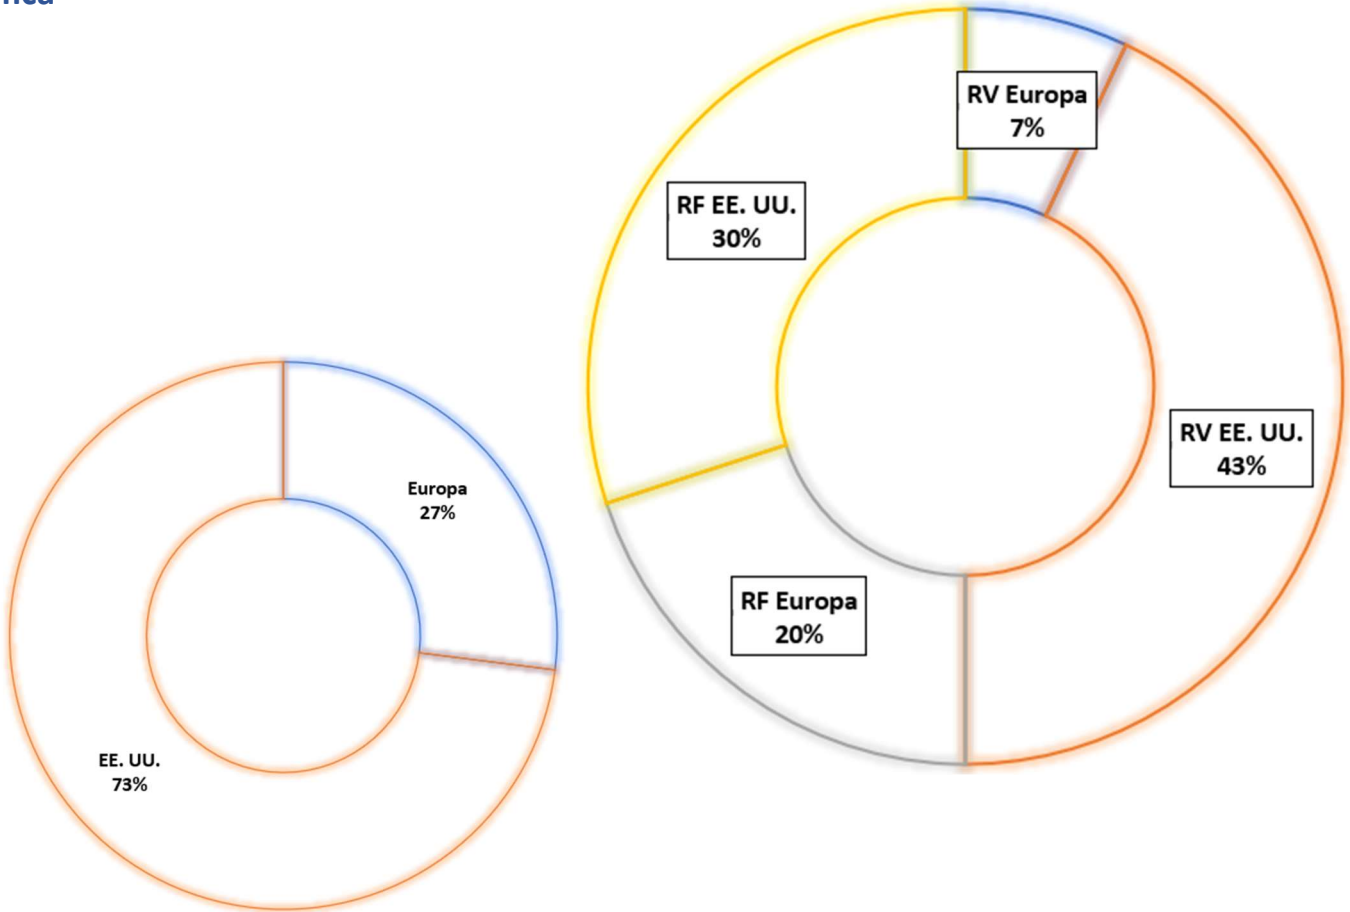 RV Europa
7%
RF EE. UU.
30%
RV EE. UU.
43%
Europa
27%
RF Europa
20%
EE. UU.
73%